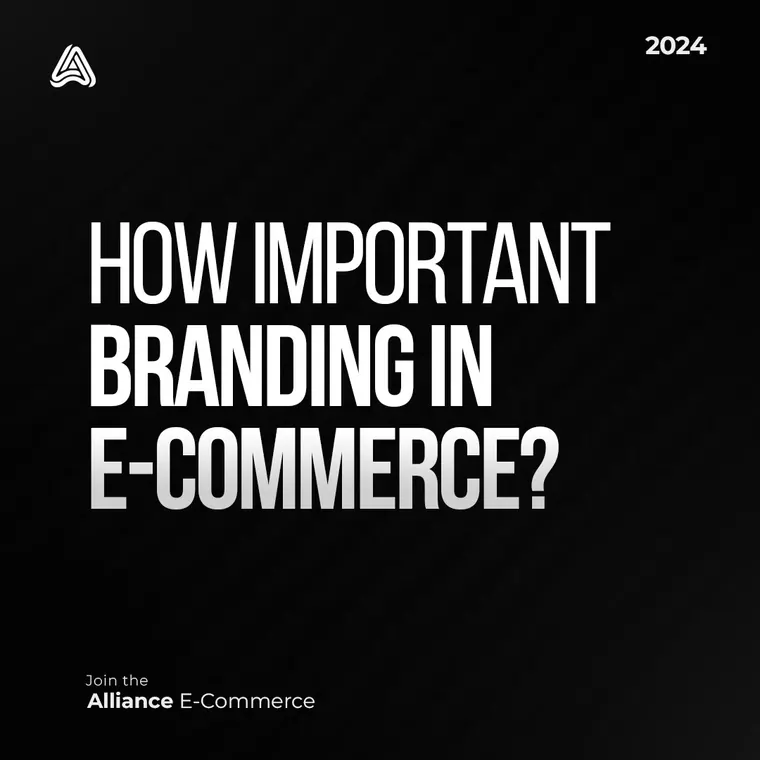 2024
HOW IMPORTANT
BRANDING IN
E-COMMERCE?
Join the
Alliance E-Commerce